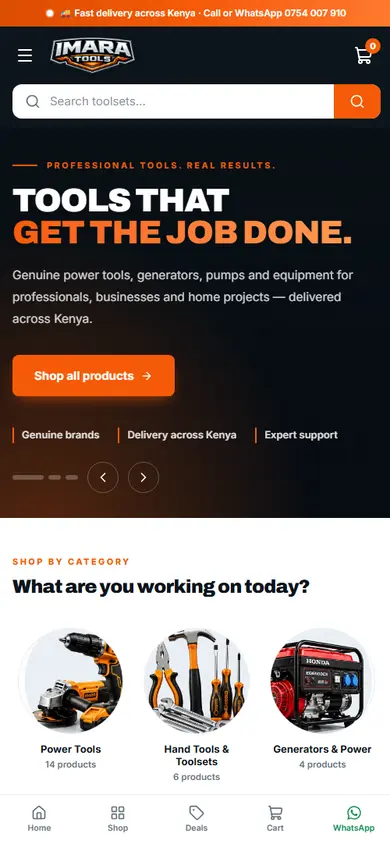 🚚 Fast delivery across Kenya · Call or WhatsApp 0754 007 910
IMARA
TOOLS
0
Search toolsets...
PROFESSIONAL TOOLS. REAL RESULTS.
TOOLS THAT
GET THE JOB DONE.
Genuine power tools, generators, pumps and equipment for
professionals, businesses and home projects — delivered
across Kenya.
Shop all products →
Genuine brands
Delivery across Kenya
Expert support
SHOP BY CATEGORY
What are you working on today?
HONDA
Power Tools
14 products
Hand Tools &
Toolsets
6 products
Generators & Power
4 products
Home
Shop
Deals
Cart
WhatsApp